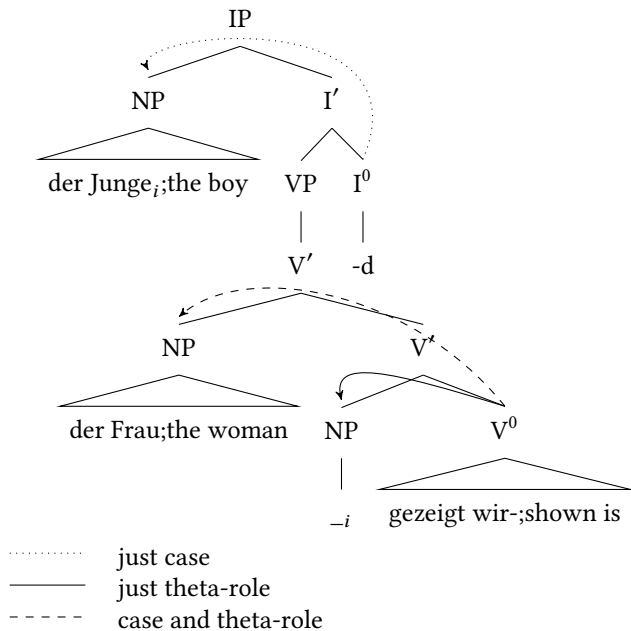 IP
NP I′
der Junge_i;the boy VP I⁰
V′ -d
NP V′
der Frau;the woman NP V⁰
_i gezeigt wir-;shown is
just case
just theta-role
case and theta-role